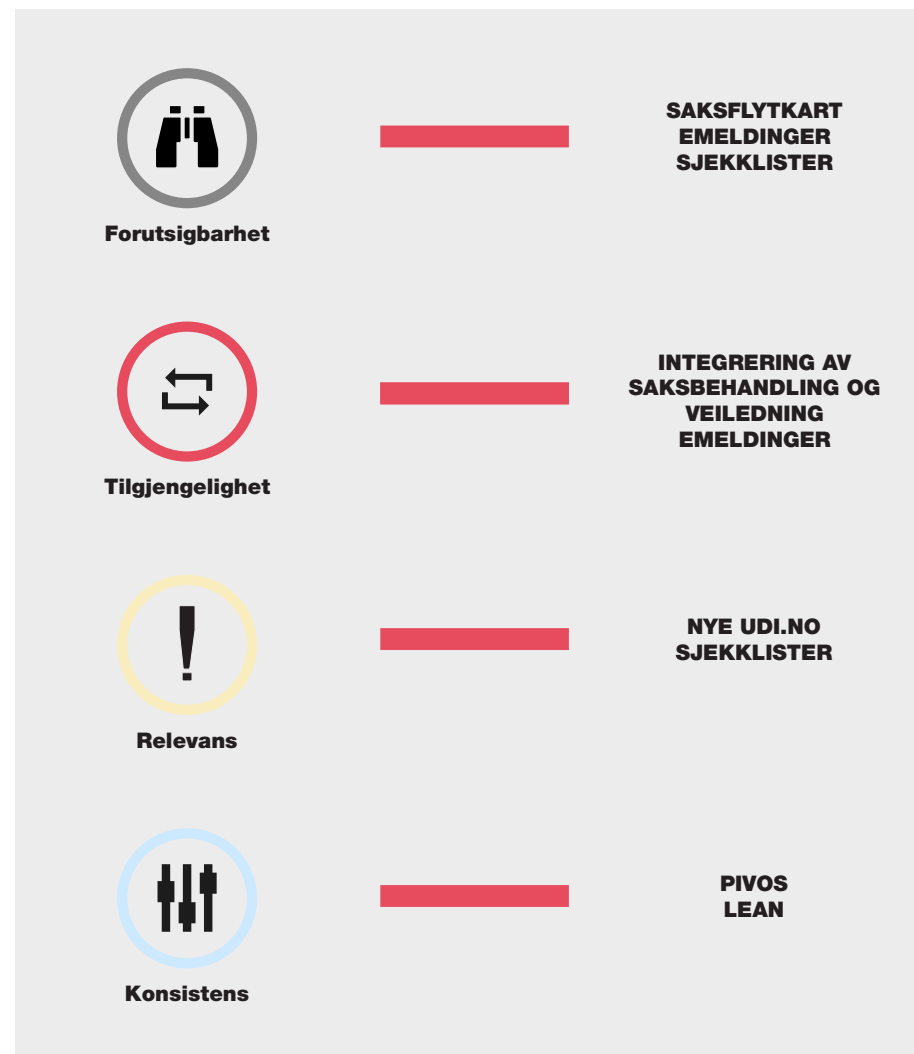 SAKSFLYTKART
EMELDINGER
SJEKKLISTER
Forutsigbarhet
INTEGRERING AV
SAKSBEHANDLING OG
VEILEDNING
EMELDINGER
Tilgjengelighet
NYE UDI.NO
SJEKKLISTER
Relevans
PIVOS
LEAN
Konsistens